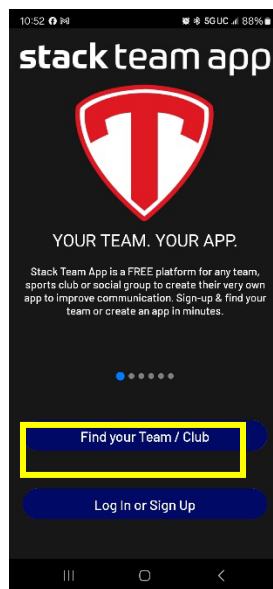 10:52 5GUC 88%
stack team app
YOUR TEAM. YOUR APP.
Stack Team App is a FREE platform for any team,
sports club or social group to create their very own
app to improve communication. Sign-up & find your
team or create an app in minutes.
Find your Team / Club
Log In or Sign Up